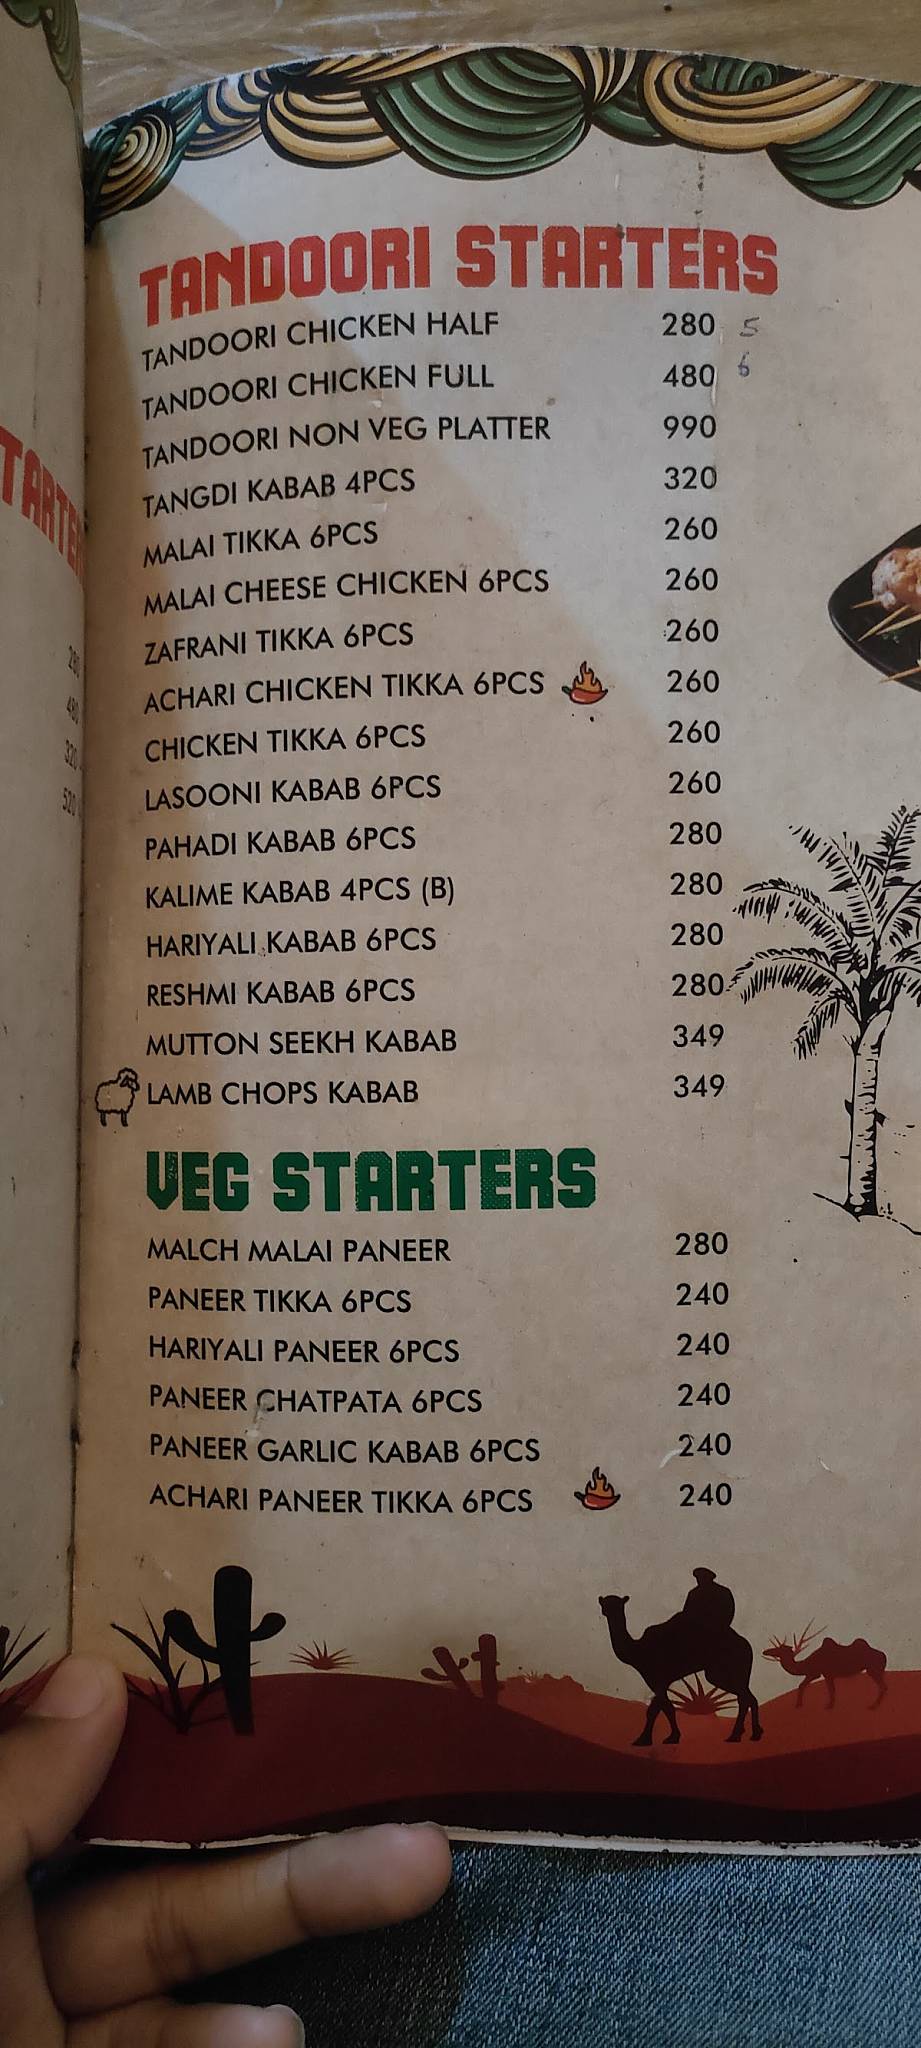 TARTE
280
480
320
520
TANDOORI STARTERS
TANDOORI CHICKEN HALF 280 5
TANDOORI CHICKEN FULL 480 6
TANDOORI NON VEG PLATTER 990
TANGDI KABAB 4PCS 320
MALAI TIKKA 6PCS 260
MALAI CHEESE CHICKEN 6PCS 260
ZAFRANI TIKKA 6PCS 260
ACHARI CHICKEN TIKKA 6PCS 260
CHICKEN TIKKA 6PCS 260
LASOONI KABAB 6PCS 260
PAHADI KABAB 6PCS 280
KALIME KABAB 4PCS (B) 280
HARIYALI KABAB 6PCS 280
RESHMI KABAB 6PCS 280
MUTTON SEEKH KABAB 349
LAMB CHOPS KABAB 349
VEG STARTERS
MALCH MALAI PANEER 280
PANEER TIKKA 6PCS 240
HARIYALI PANEER 6PCS 240
PANEER CHATPATA 6PCS 240
PANEER GARLIC KABAB 6PCS 240
ACHARI PANEER TIKKA 6PCS 240